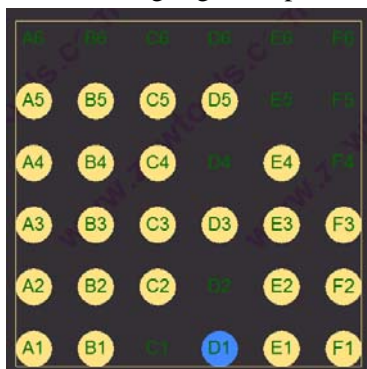 A6 B6 C6 D6 E6 F6
A5 B5 C5 D5 E5 F5
A4 B4 C4 D4 E4 F4
A3 B3 C3 D3 E3 F3
A2 B2 C2 D2 E2 F2
A1 B1 C1 D1 E1 F1